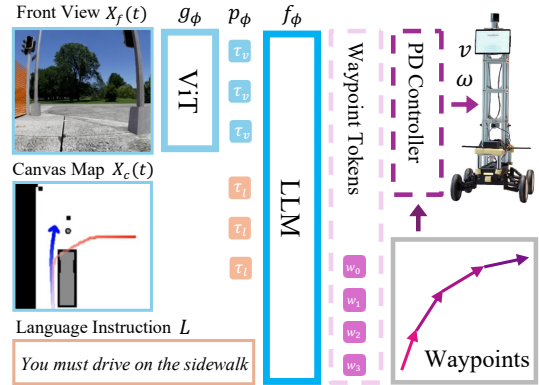 Front View X_f(t)
g_ϕ
p_ϕ
f_ϕ
ViT
τ_v
τ_v
τ_v
LLM
Waypoint Tokens
PD Controller
v
ω
Canvas Map X_c(t)
τ_l
τ_l
τ_l
w_0
w_1
w_2
w_3
Waypoints
Language Instruction L
You must drive on the sidewalk